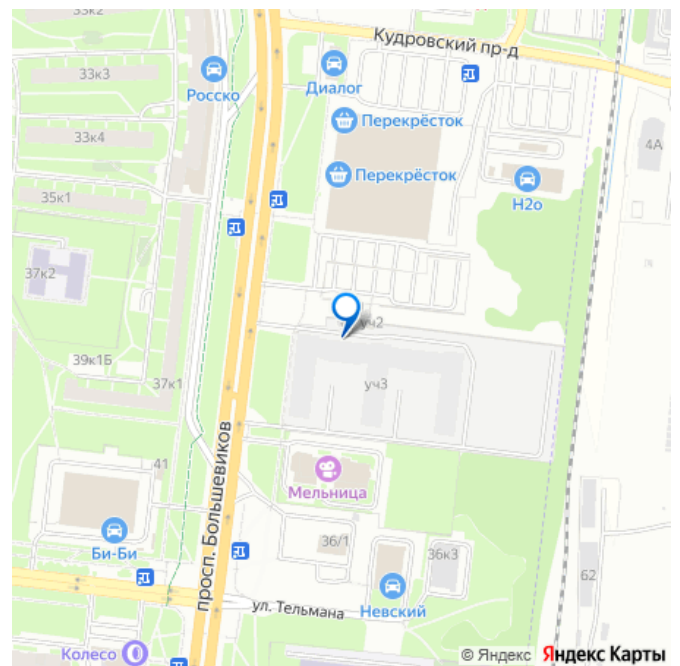 33к2
Кудровский пр-д
33к3
Росско
Диалог
Перекрёсток
33к4
4А
Перекрёсток
Н2о
35к1
37к2
уч2
39к1Б
37к1
уч3
просп. Большевиков
41
Мельница
Би-Би
36/1
36к3
62
ул. Тельмана
Невский
Колесо
© Яндекс Яндекс Карты